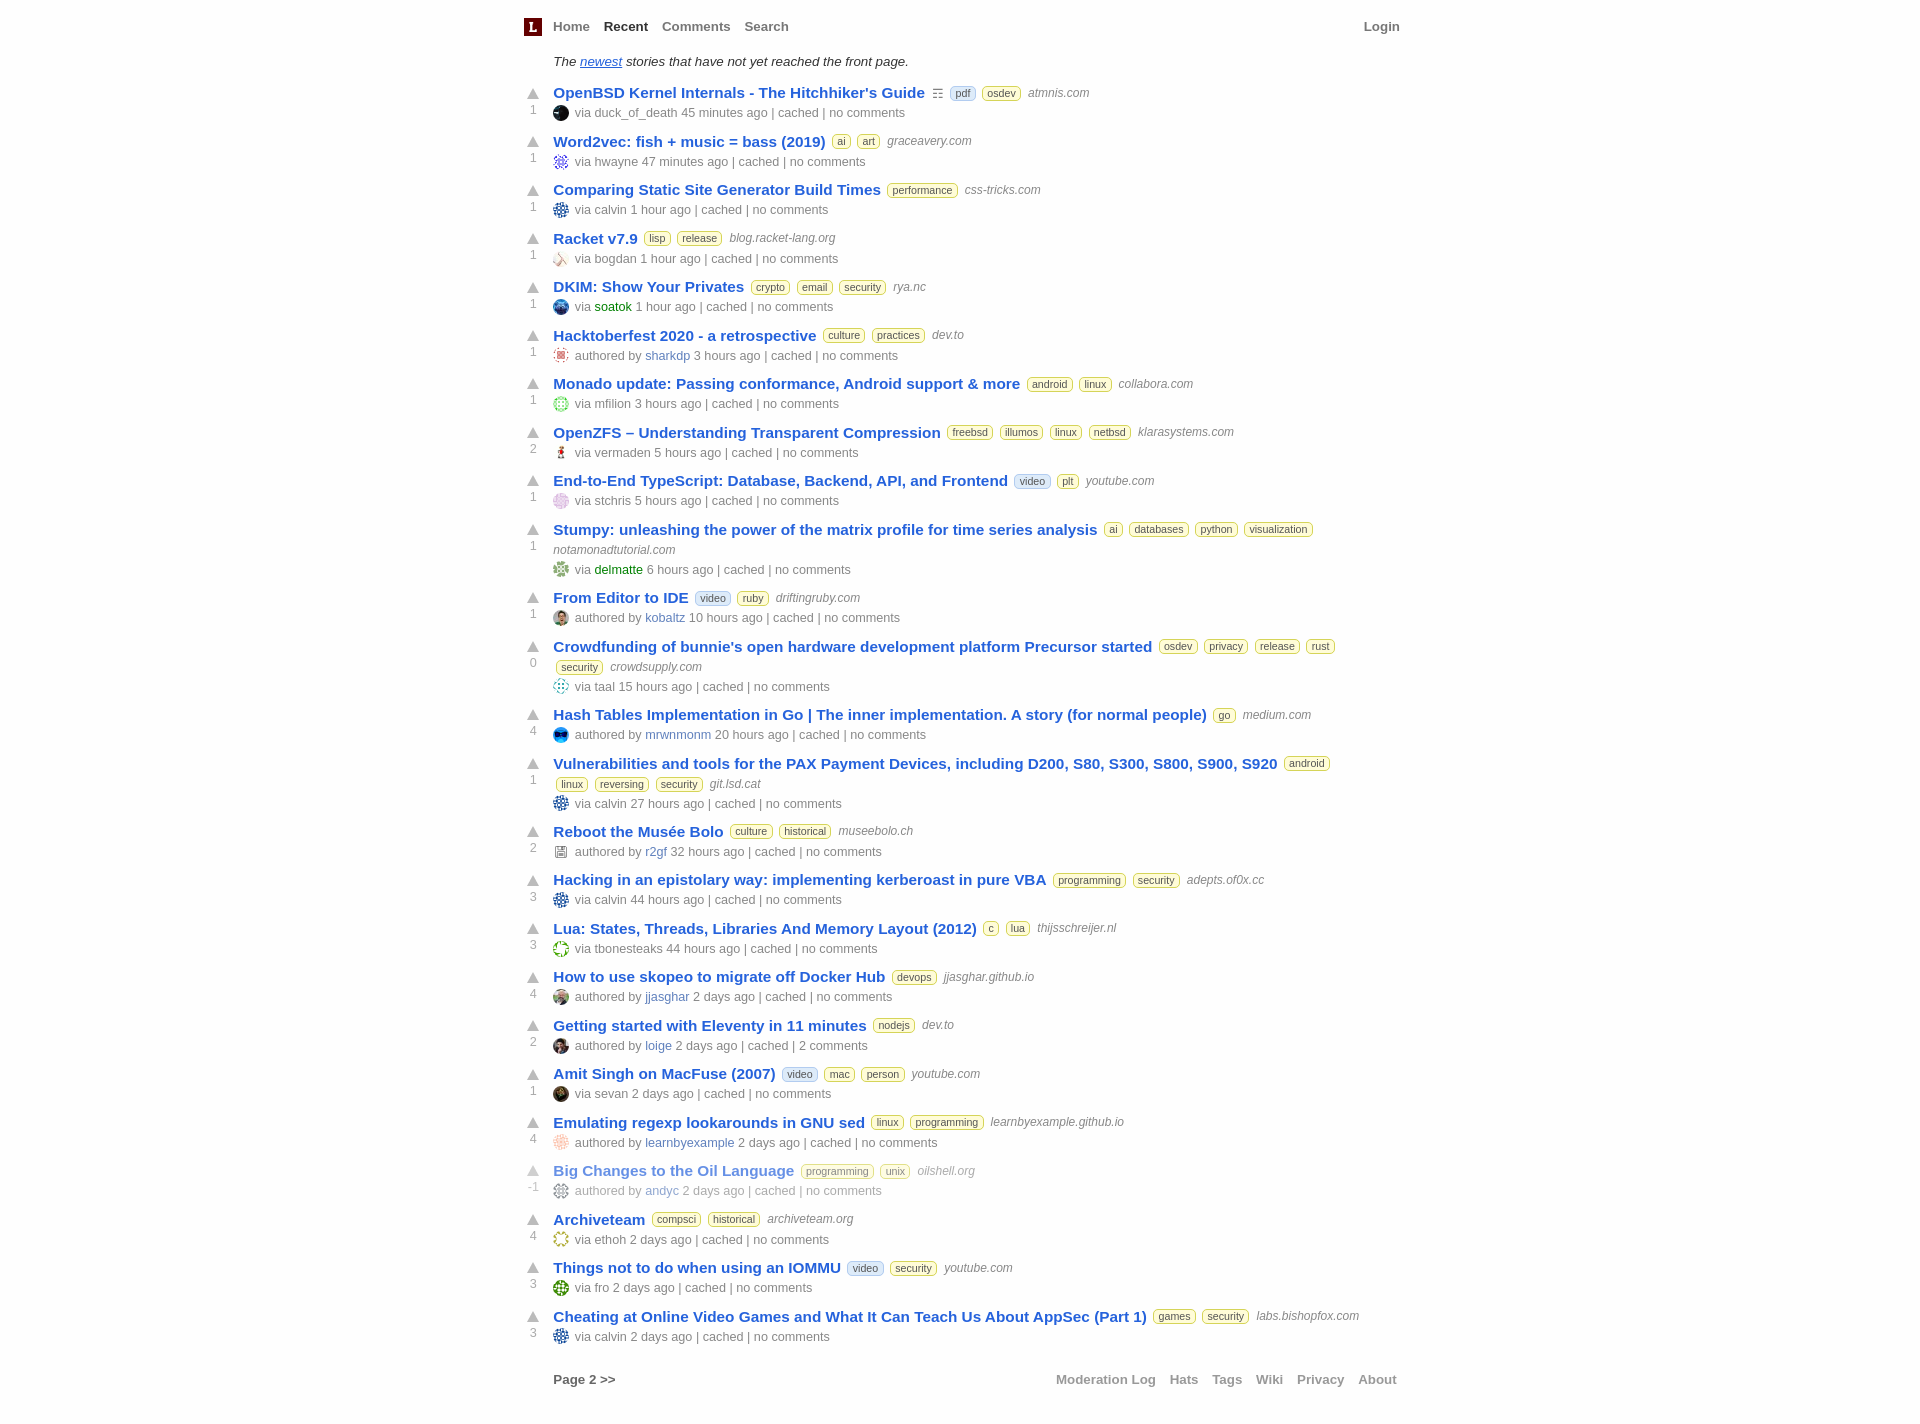 L Home Recent Comments Search Login
The newest stories that have not yet reached the front page.
OpenBSD Kernel Internals - The Hitchhiker's Guide ☶ pdf osdev atmnis.com
1 via duck_of_death 45 minutes ago | cached | no comments
Word2vec: fish + music = bass (2019) ai art graceavery.com
1 via hwayne 47 minutes ago | cached | no comments
Comparing Static Site Generator Build Times performance css-tricks.com
1 via calvin 1 hour ago | cached | no comments
Racket v7.9 lisp release blog.racket-lang.org
1 via bogdan 1 hour ago | cached | no comments
DKIM: Show Your Privates crypto email security rya.nc
1 via soatok 1 hour ago | cached | no comments
Hacktoberfest 2020 - a retrospective culture practices dev.to
1 authored by sharkdp 3 hours ago | cached | no comments
Monado update: Passing conformance, Android support & more android linux collabora.com
1 via mfilion 3 hours ago | cached | no comments
OpenZFS – Understanding Transparent Compression freebsd illumos linux netbsd klarasystems.com
2 via vermaden 5 hours ago | cached | no comments
End-to-End TypeScript: Database, Backend, API, and Frontend video plt youtube.com
1 via stchris 5 hours ago | cached | no comments
Stumpy: unleashing the power of the matrix profile for time series analysis ai databases python visualization
1 notamonadtutorial.com
via delmatte 6 hours ago | cached | no comments
From Editor to IDE video ruby driftingruby.com
1 authored by kobaltz 10 hours ago | cached | no comments
Crowdfunding of bunnie's open hardware development platform Precursor started osdev privacy release rust
0 security crowdsupply.com
via taal 15 hours ago | cached | no comments
Hash Tables Implementation in Go | The inner implementation. A story (for normal people) go medium.com
4 authored by mrwnmonm 20 hours ago | cached | no comments
Vulnerabilities and tools for the PAX Payment Devices, including D200, S80, S300, S800, S900, S920 android
1 linux reversing security git.lsd.cat
via calvin 27 hours ago | cached | no comments
Reboot the Musée Bolo culture historical museebolo.ch
2 authored by r2gf 32 hours ago | cached | no comments
Hacking in an epistolary way: implementing kerberoast in pure VBA programming security adepts.of0x.cc
3 via calvin 44 hours ago | cached | no comments
Lua: States, Threads, Libraries And Memory Layout (2012) c lua thijsschreijer.nl
3 via tbonesteaks 44 hours ago | cached | no comments
How to use skopeo to migrate off Docker Hub devops jjasghar.github.io
4 authored by jjasghar 2 days ago | cached | no comments
Getting started with Eleventy in 11 minutes nodejs dev.to
2 authored by loige 2 days ago | cached | 2 comments
Amit Singh on MacFuse (2007) video mac person youtube.com
1 via sevan 2 days ago | cached | no comments
Emulating regexp lookarounds in GNU sed linux programming learnbyexample.github.io
4 authored by learnbyexample 2 days ago | cached | no comments
Big Changes to the Oil Language programming unix oilshell.org
-1 authored by andyc 2 days ago | cached | no comments
Archiveteam compsci historical archiveteam.org
4 via ethoh 2 days ago | cached | no comments
Things not to do when using an IOMMU video security youtube.com
3 via fro 2 days ago | cached | no comments
Cheating at Online Video Games and What It Can Teach Us About AppSec (Part 1) games security labs.bishopfox.com
3 via calvin 2 days ago | cached | no comments
Page 2 >> Moderation Log Hats Tags Wiki Privacy About